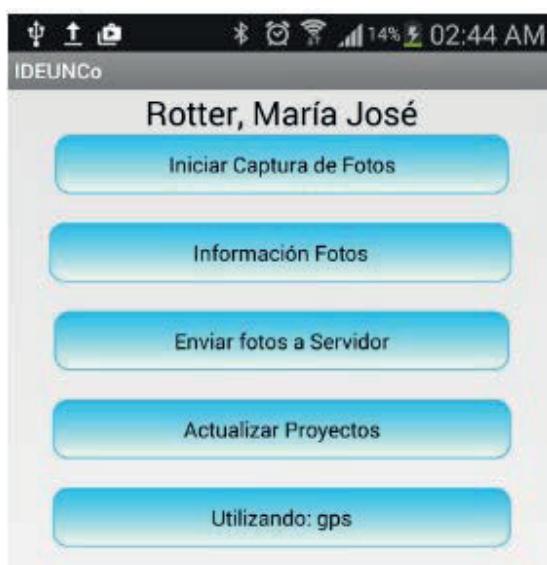 14% 02:44 AM
IDEUNCo
Rotter, María José
Iniciar Captura de Fotos
Información Fotos
Enviar fotos a Servidor
Actualizar Proyectos
Utilizando: gps